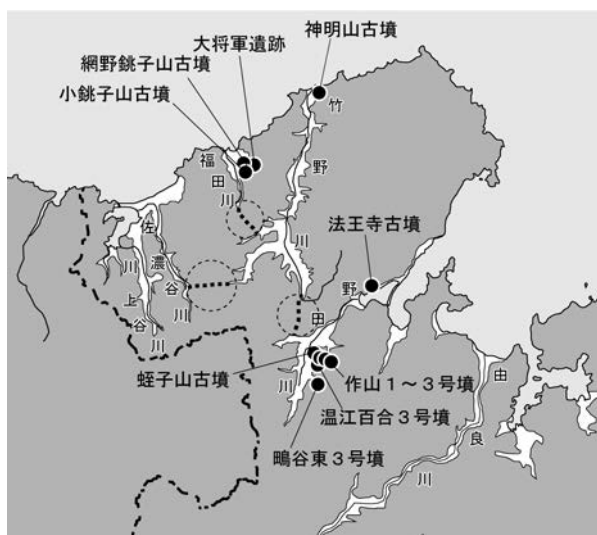 神明山古墳
大将軍遺跡
網野銚子山古墳
小銚子山古墳
竹野川
福田川
法王寺古墳
佐濃谷川
川上谷川
野田川
蛭子山古墳
作山1～3号墳
温江百合3号墳
鴫谷東3号墳
由良川